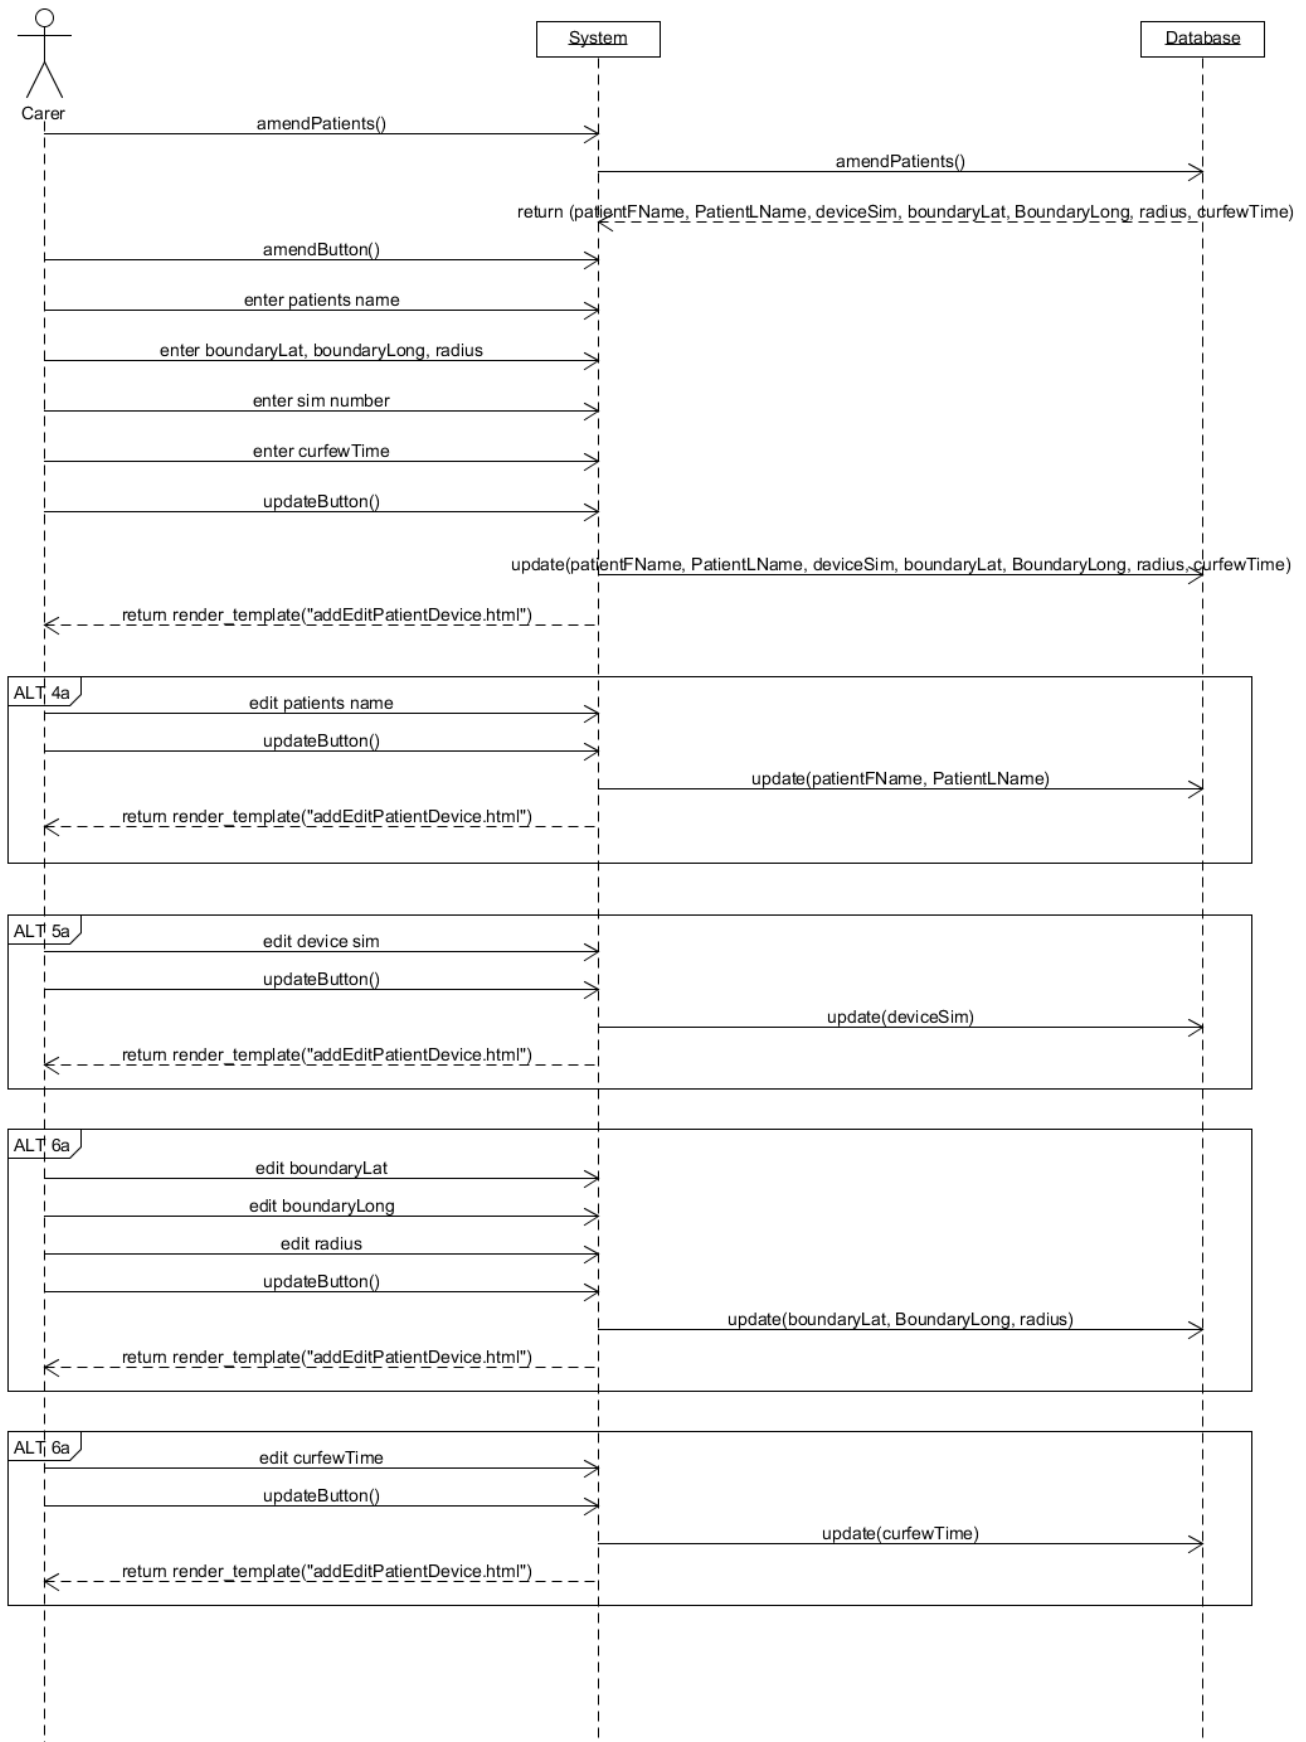 System
Database
Carer
amendPatients()
amendPatients()
return (patientFName, PatientLName, deviceSim, boundaryLat, BoundaryLong, radius, curfewTime)
amendButton()
enter patients name
enter boundaryLat, boundaryLong, radius
enter sim number
enter curfewTime
updateButton()
update(patientFName, PatientLName, deviceSim, boundaryLat, BoundaryLong, radius, curfewTime)
return render_template("addEditPatientDevice.html")
ALT 4a
edit patients name
updateButton()
update(patientFName, PatientLName)
return render_template("addEditPatientDevice.html")
ALT 5a
edit device sim
updateButton()
update(deviceSim)
return render_template("addEditPatientDevice.html")
ALT 6a
edit boundaryLat
edit boundaryLong
edit radius
updateButton()
update(boundaryLat, BoundaryLong, radius)
return render_template("addEditPatientDevice.html")
ALT 6a
edit curfewTime
updateButton()
update(curfewTime)
return render_template("addEditPatientDevice.html")